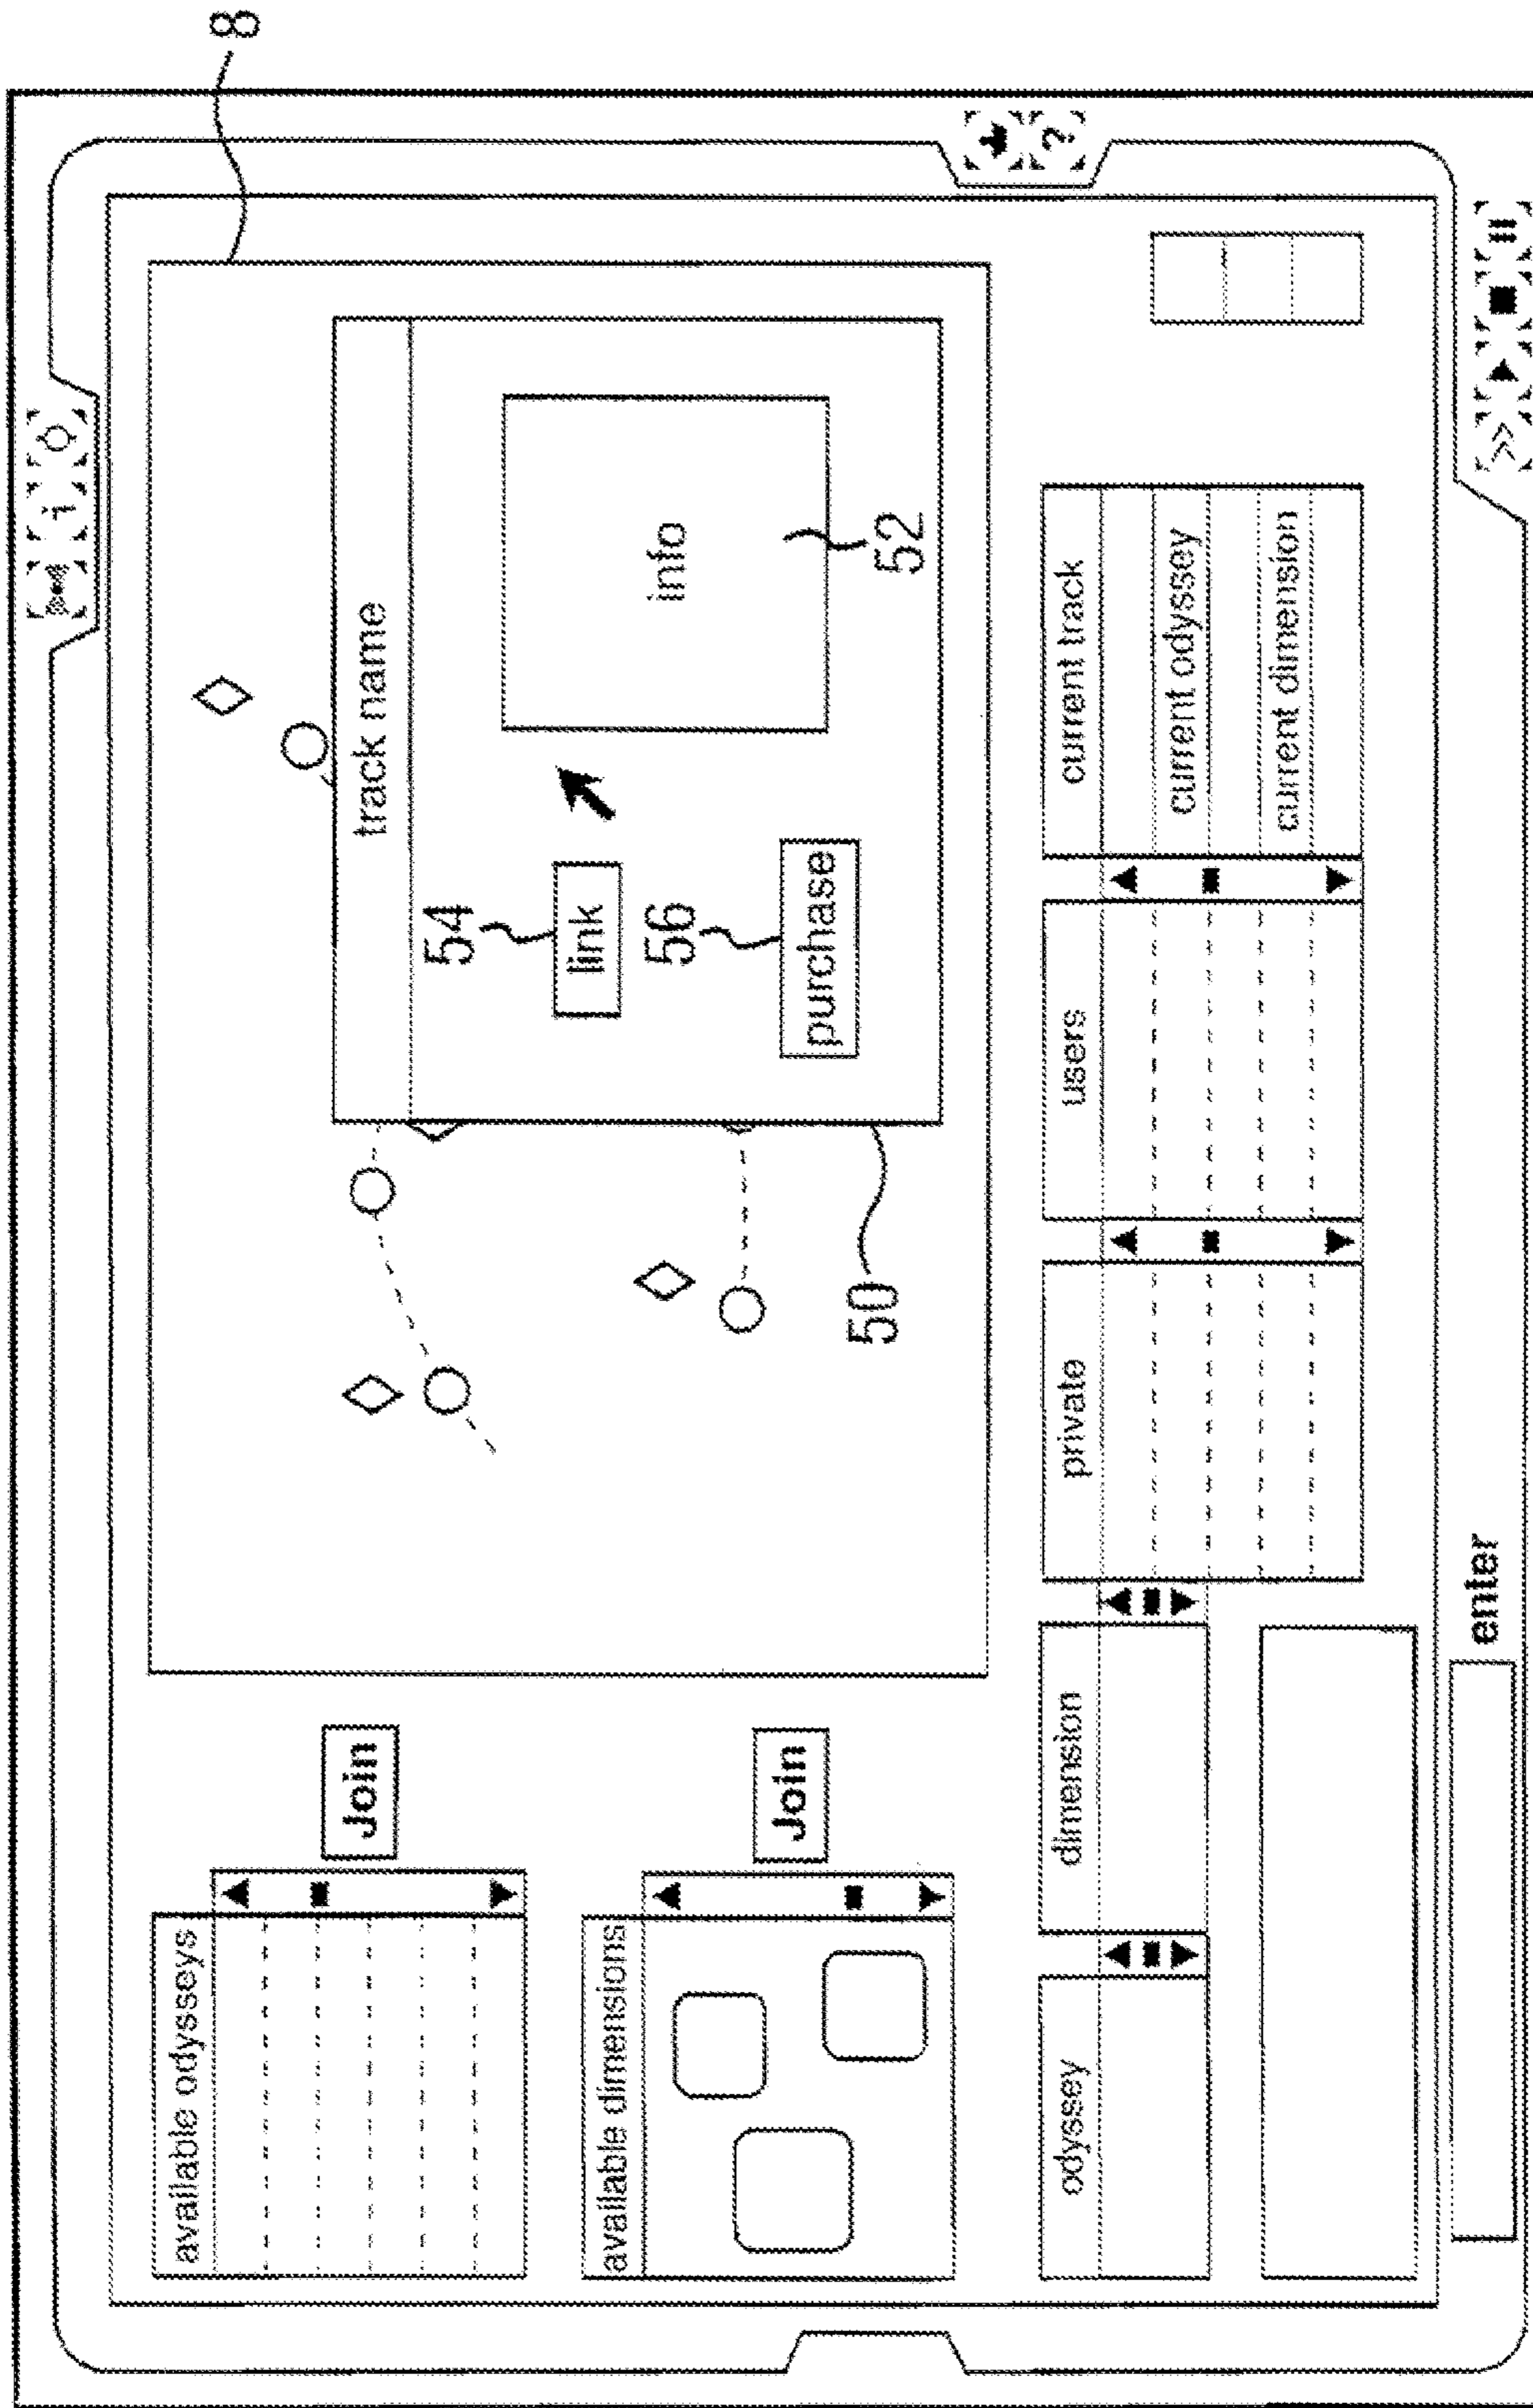 8
i
available odysseys
Join
track name
54
link
info
56
purchase
52
50
available dimensions
Join
odyssey
dimension
private
users
current track
current odyssey
current dimension
?
enter